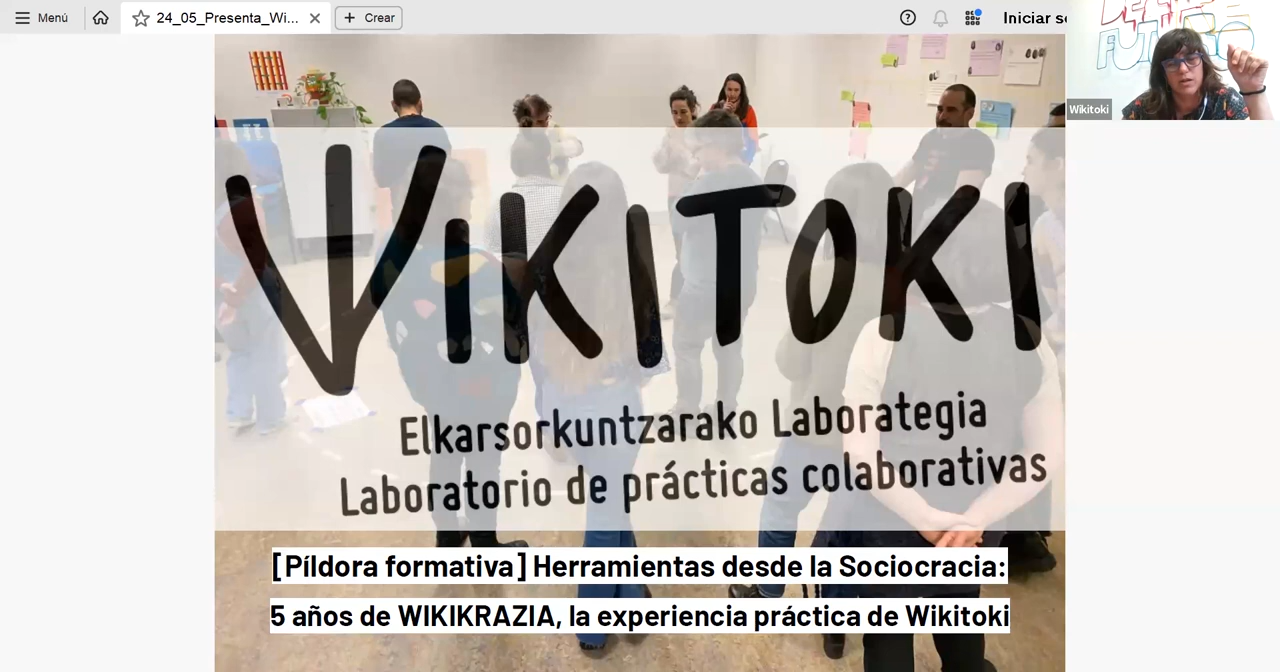 Menú
24_05_Presenta_Wi...
Crear
Iniciar se
Wikitoki
WIKITOKI
Elkarsorkuntzarako Laborategia
Laboratorio de prácticas colaborativas
[Píldora formativa] Herramientas desde la Sociocracia:
5 años de WIKIKRAZIA, la experiencia práctica de Wikitoki